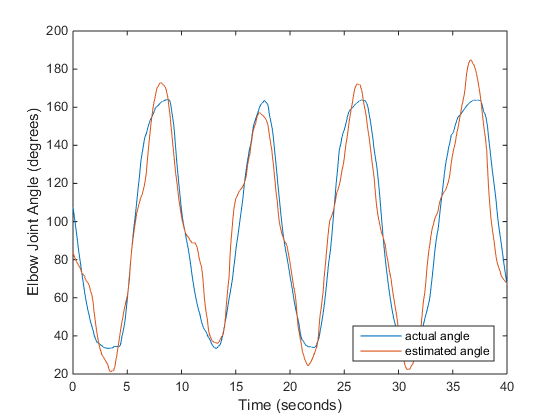 200
180
160
140
120
100
80
60
40
20
Elbow Joint Angle (degrees)
actual angle
estimated angle
0 5 10 15 20 25 30 35 40
Time (seconds)